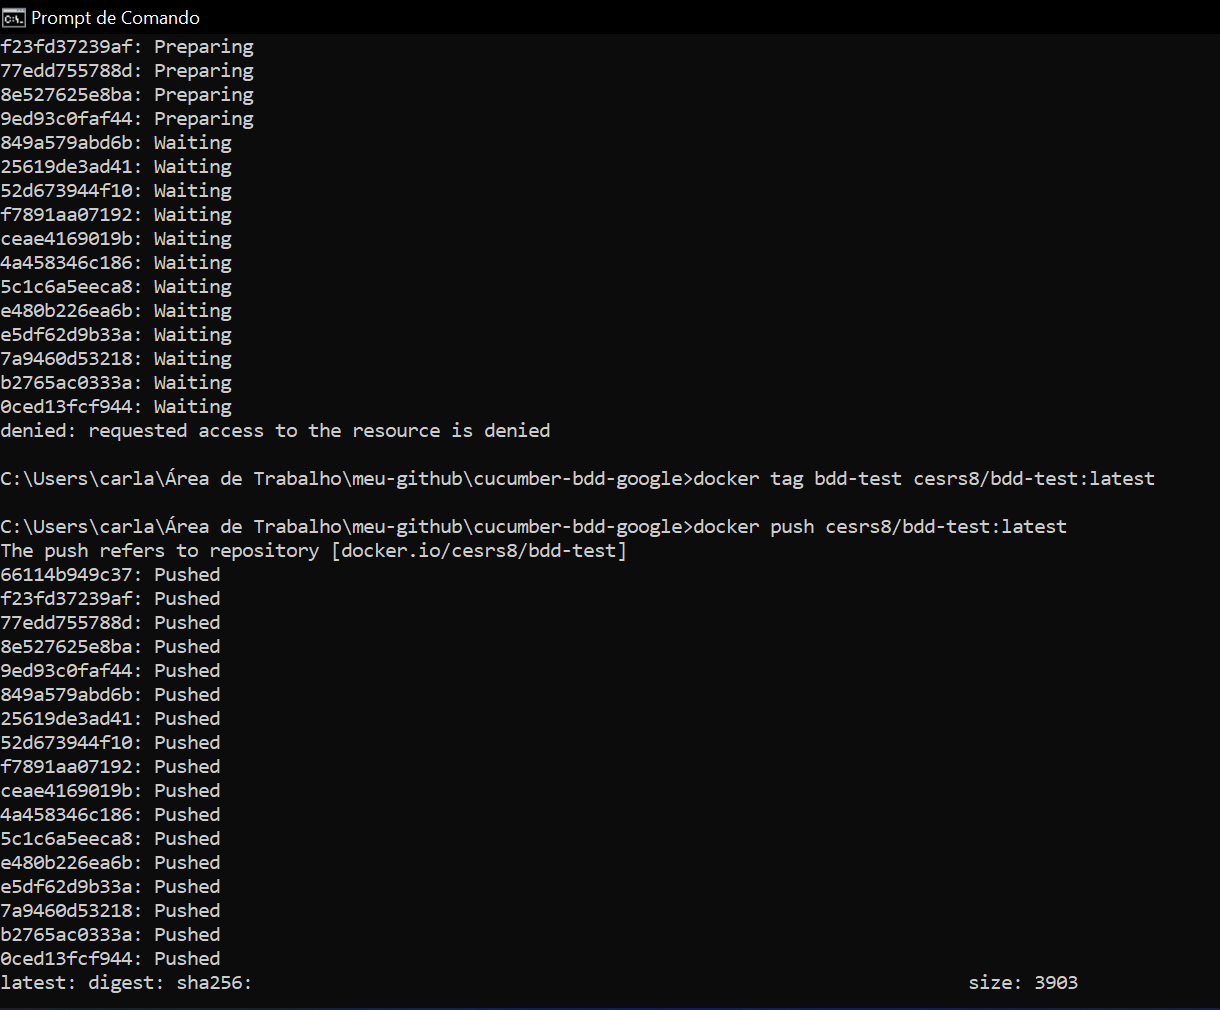 Prompt de Comando
f23fd37239af: Preparing
77edd755788d: Preparing
8e527625e8ba: Preparing
9ed93c0faf44: Preparing
849a579abd6b: Waiting
25619de3ad41: Waiting
52d673944f10: Waiting
f7891aa07192: Waiting
ceae4169019b: Waiting
4a458346c186: Waiting
5c1c6a5eeca8: Waiting
e480b226ea6b: Waiting
e5df62d9b33a: Waiting
7a9460d53218: Waiting
b2765ac0333a: Waiting
0ced13fcf944: Waiting
denied: requested access to the resource is denied
C:\Users\carla\Área de Trabalho\meu-github\cucumber-bdd-google>docker tag bdd-test cesrs8/bdd-test:latest
C:\Users\carla\Área de Trabalho\meu-github\cucumber-bdd-google>docker push cesrs8/bdd-test:latest
The push refers to repository [docker.io/cesrs8/bdd-test]
66114b949c37: Pushed
f23fd37239af: Pushed
77edd755788d: Pushed
8e527625e8ba: Pushed
9ed93c0faf44: Pushed
849a579abd6b: Pushed
25619de3ad41: Pushed
52d673944f10: Pushed
f7891aa07192: Pushed
ceae4169019b: Pushed
4a458346c186: Pushed
5c1c6a5eeca8: Pushed
e480b226ea6b: Pushed
e5df62d9b33a: Pushed
7a9460d53218: Pushed
b2765ac0333a: Pushed
0ced13fcf944: Pushed
latest: digest: sha256: size: 3903